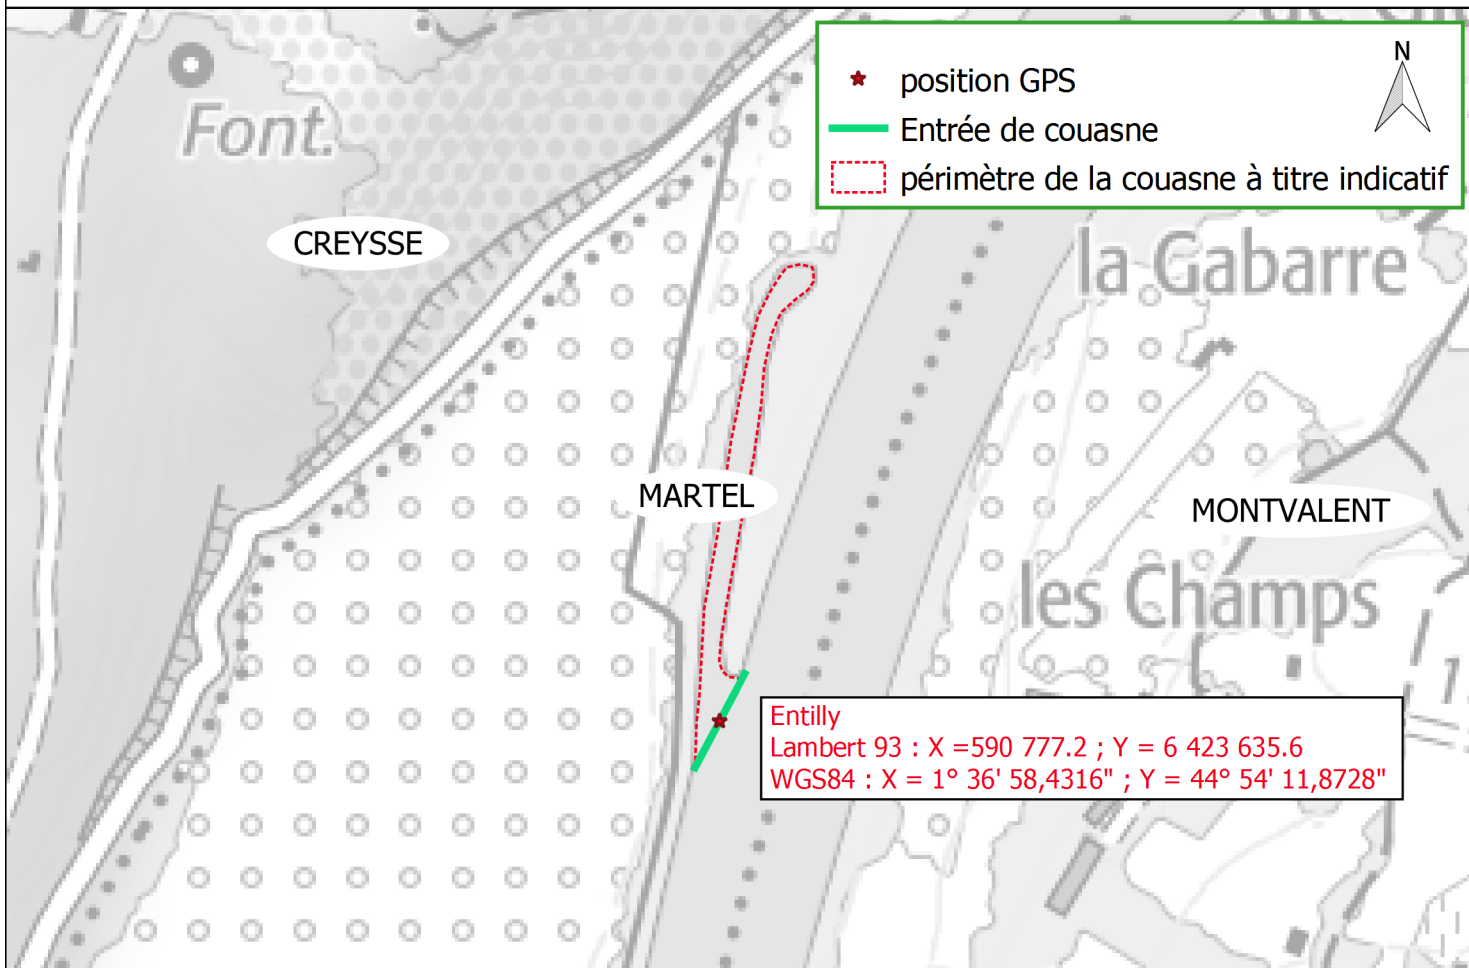 N
position GPS
Entrée de couasne
périmètre de la couasne à titre indicatif
Font.
CREYSSE
la Gabarre
MARTEL
MONTVALENT
les Champs
1
Entilly
Lambert 93 : X =590 777.2 ; Y = 6 423 635.6
WGS84 : X = 1° 36' 58,4316" ; Y = 44° 54' 11,8728"